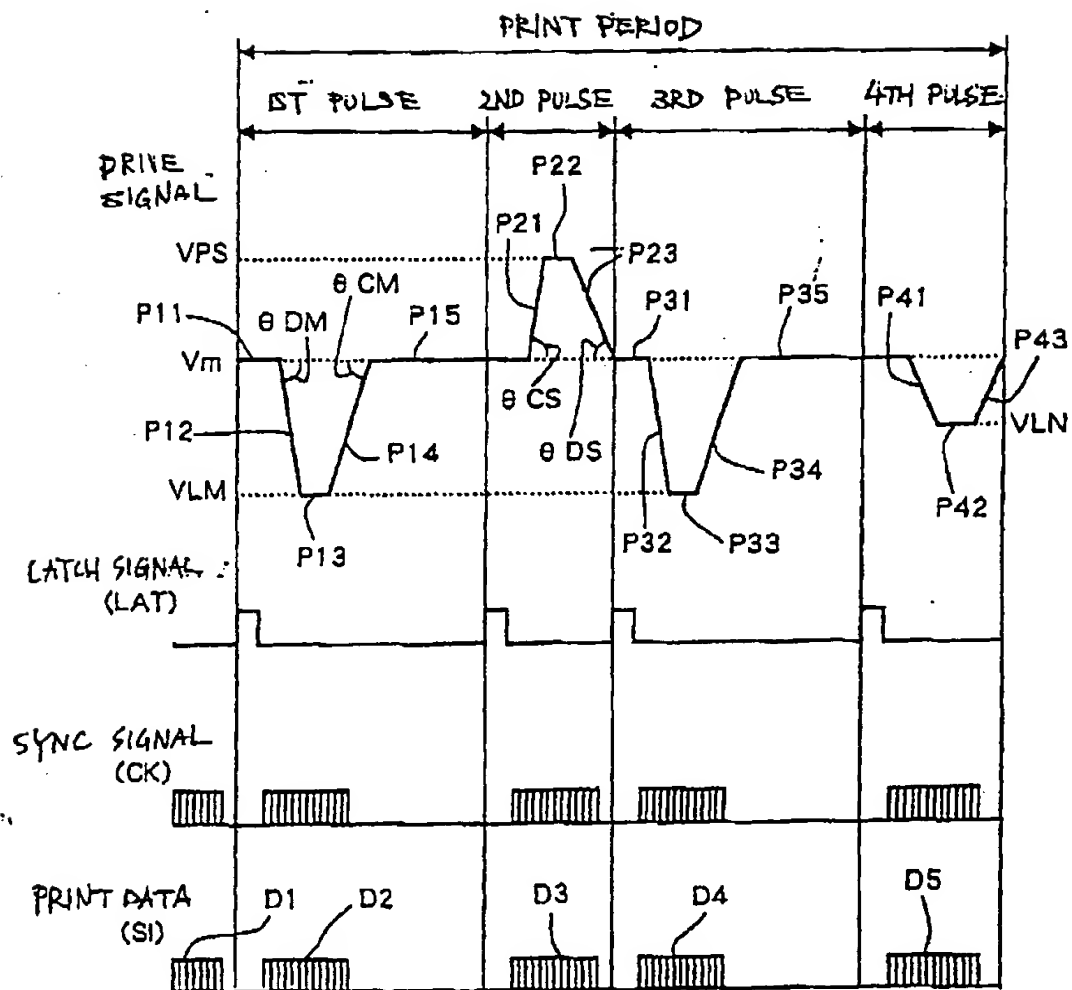 PRINT PERIOD
1ST PULSE 2ND PULSE 3RD PULSE 4TH PULSE
DRIVE
SIGNAL
P22
P21
VPS
P23
θ CM
P31
P35
P11
θ DM
P15
P41
P43
Vm
θ CS
P12
P14
θ DS
VLN
P34
VLM
P42
P13
P32
P33
LATCH SIGNAL
(LAT)
SYNC SIGNAL
(CK)
PRINT DATA
(SI)
D1
D2
D3
D4
D5